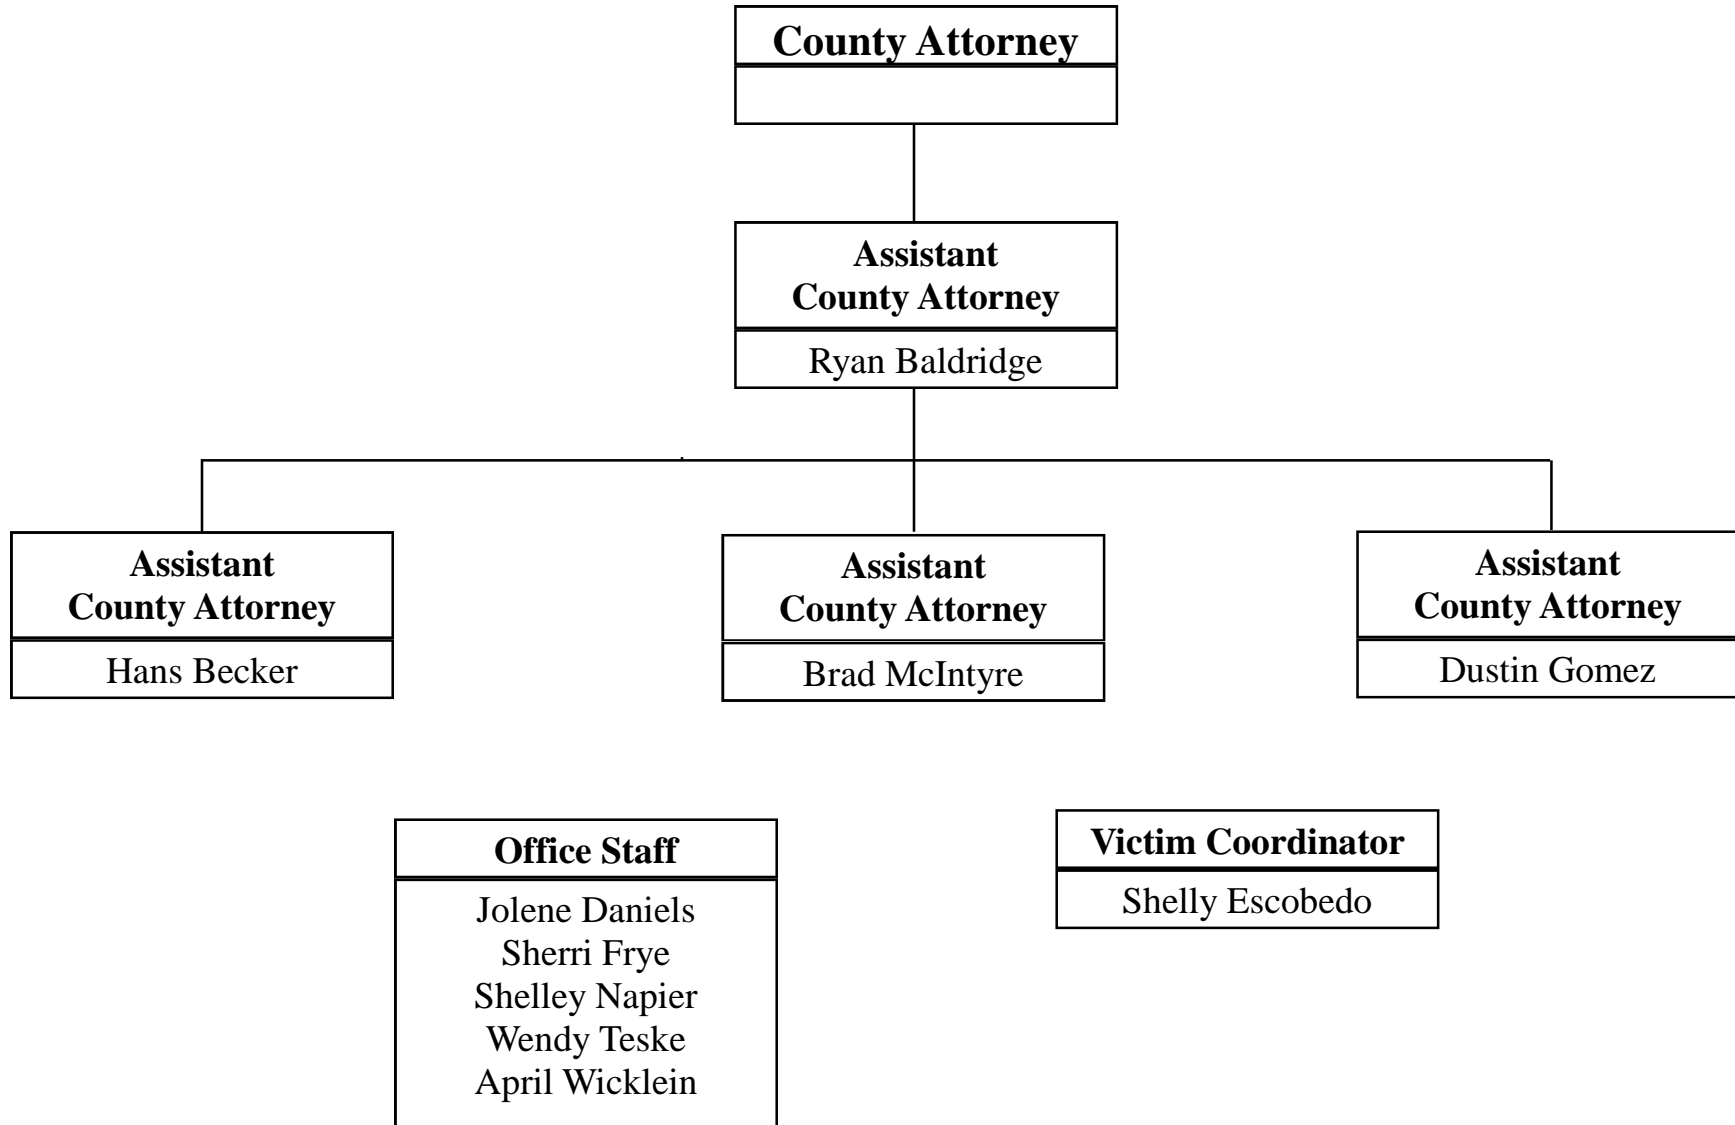 County Attorney
Assistant
County Attorney
Ryan Baldridge
Assistant
County Attorney
Hans Becker
Assistant
County Attorney
Brad McIntyre
Assistant
County Attorney
Dustin Gomez
Office Staff
Jolene Daniels
Sherri Frye
Shelley Napier
Wendy Teske
April Wicklein
Victim Coordinator
Shelly Escobedo